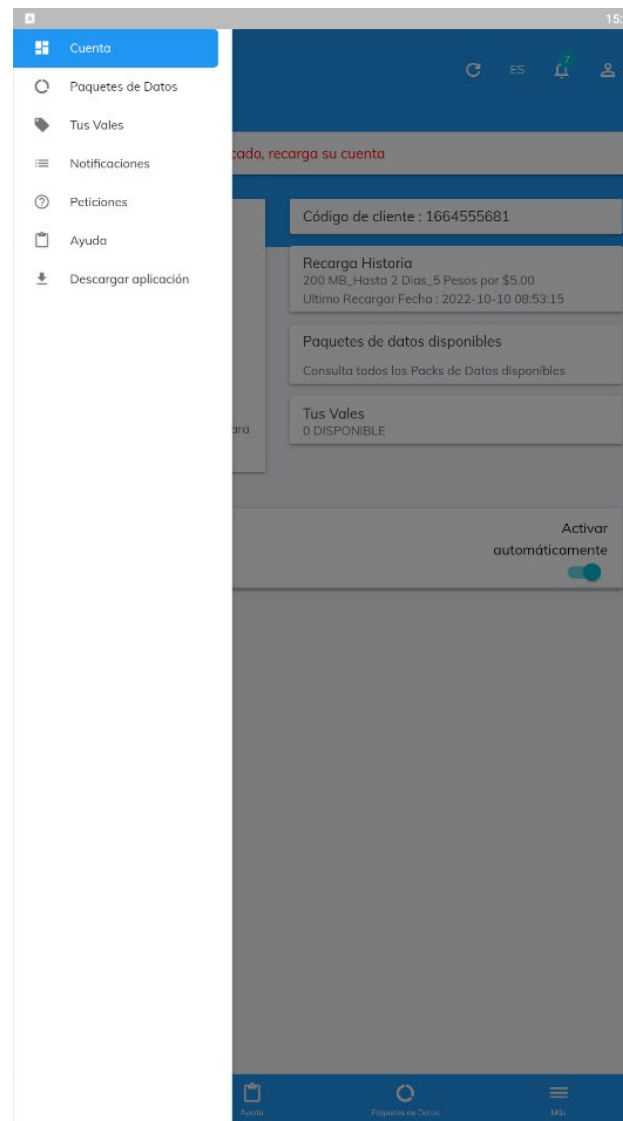 15:
Cuenta
Paquetes de Datos
Tus Vales
Notificaciones
Peticiones
Ayuda
Descargar aplicación
ES
7
cado, recarga su cuenta
Código de cliente : 1664555681
Recarga Historia
200 MB_Hasta 2 Dias_5 Pesos por $5.00
Ultimo Recargar Fecha : 2022-10-10 08:53:15
Paquetes de datos disponibles
Consulta todos los Packs de Datos disponibles
Tus Vales
0 DISPONIBLE
ara
Activar
automáticamente
Ayuda
Paquetes de Datos
Más